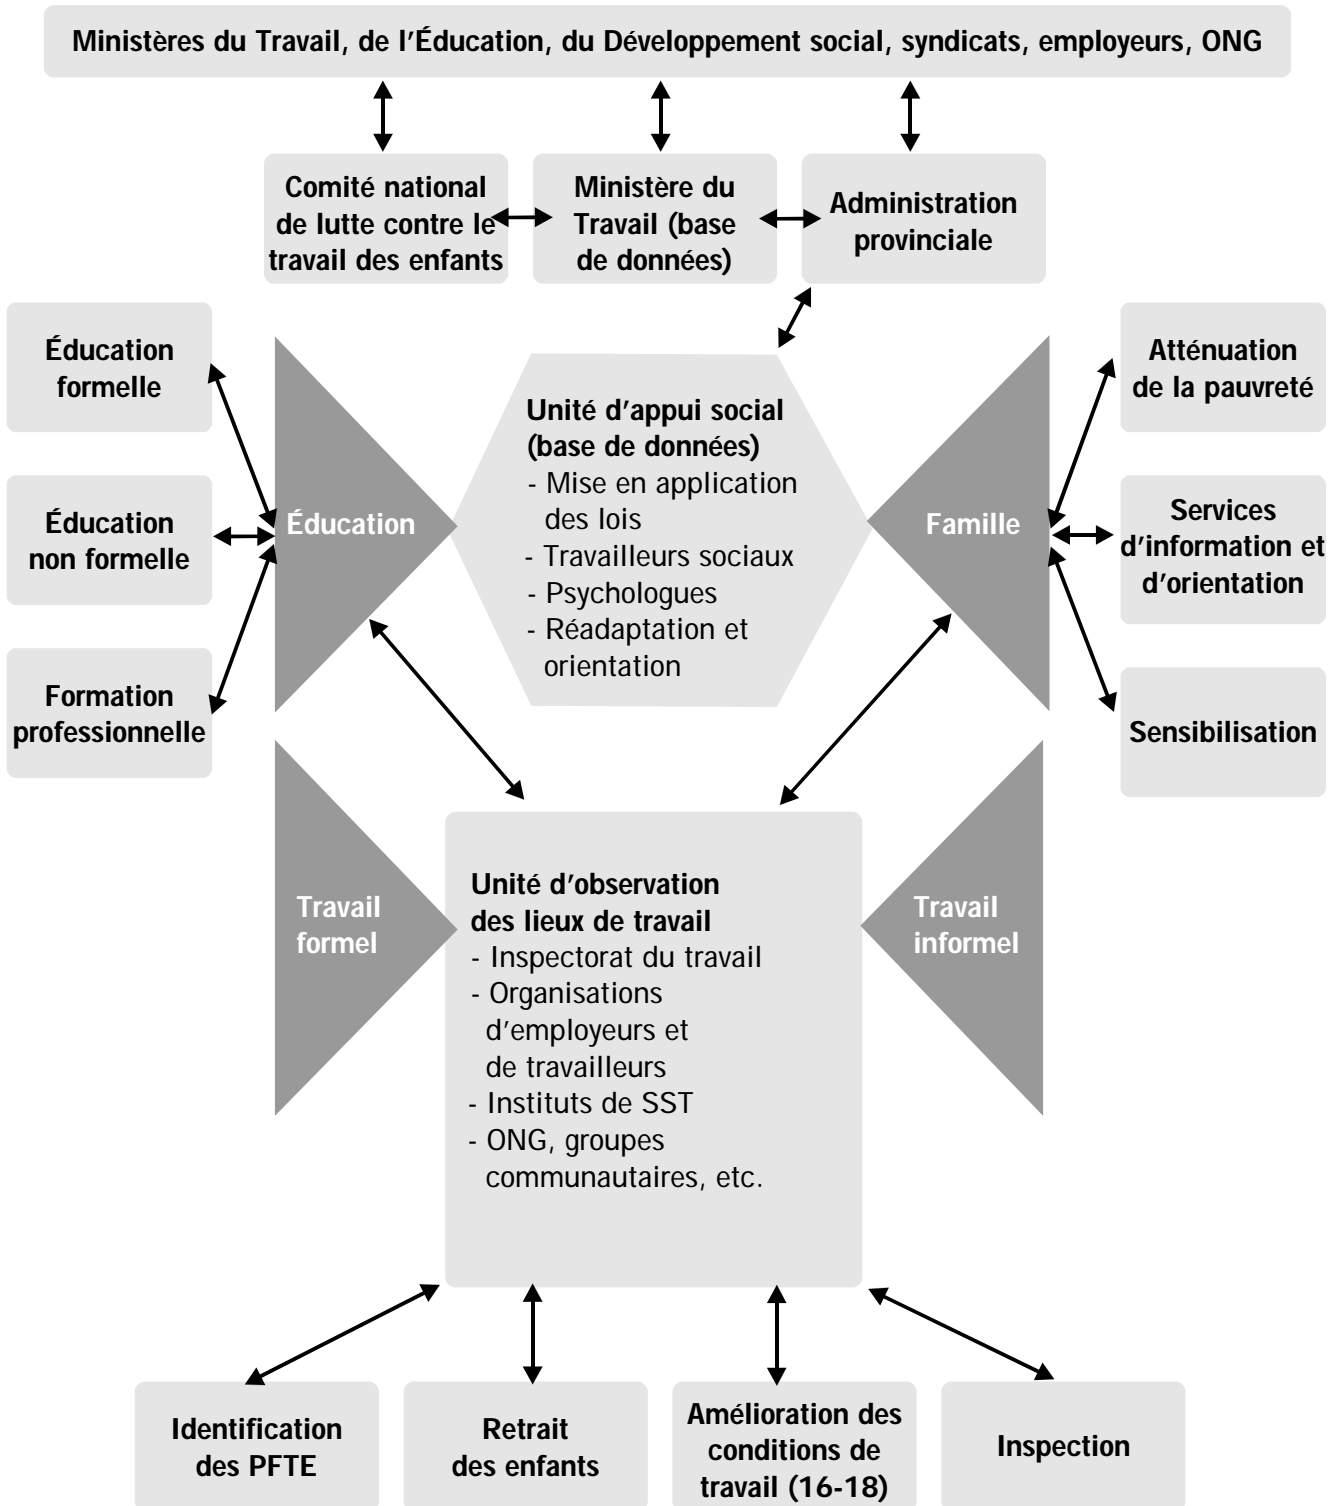 Ministères du Travail, de l’Éducation, du Développement social, syndicats, employeurs, ONG
Comité national
de lutte contre le
travail des enfants
Ministère du
Travail (base
de données)
Administration
provinciale
Éducation
formelle
Éducation
non formelle
Formation
professionnelle
Éducation
Unité d’appui social
(base de données)
- Mise en application
des lois
- Travailleurs sociaux
- Psychologues
- Réadaptation et
orientation
Famille
Atténuation
de la pauvreté
Services
d’information et
d’orientation
Sensibilisation
Travail
formel
Unité d’observation
des lieux de travail
- Inspectorat du travail
- Organisations
d’employeurs et
de travailleurs
- Instituts de SST
- ONG, groupes
communautaires, etc.
Travail
informel
Identification
des PFTE
Retrait
des enfants
Amélioration des
conditions de
travail (16-18)
Inspection